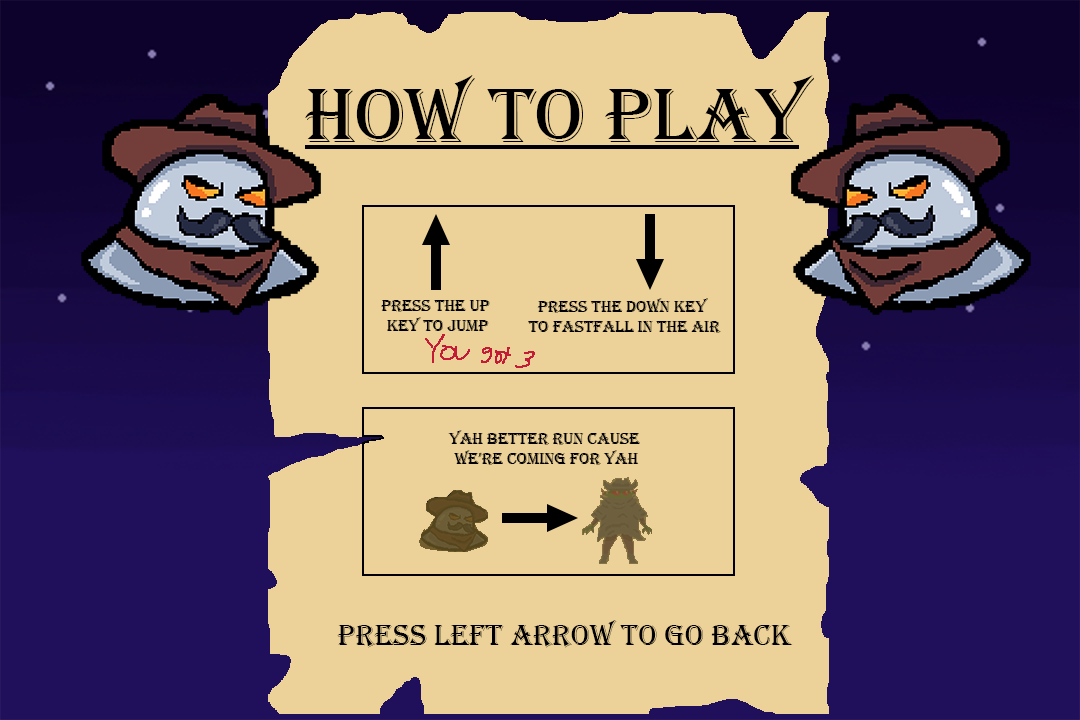 HOW TO PLAY
PRESS THE UP
KEY TO JUMP
PRESS THE DOWN KEY
TO FASTFALL IN THE AIR
You got 3
YAH BETTER RUN CAUSE
WE'RE COMING FOR YAH
PRESS LEFT ARROW TO GO BACK